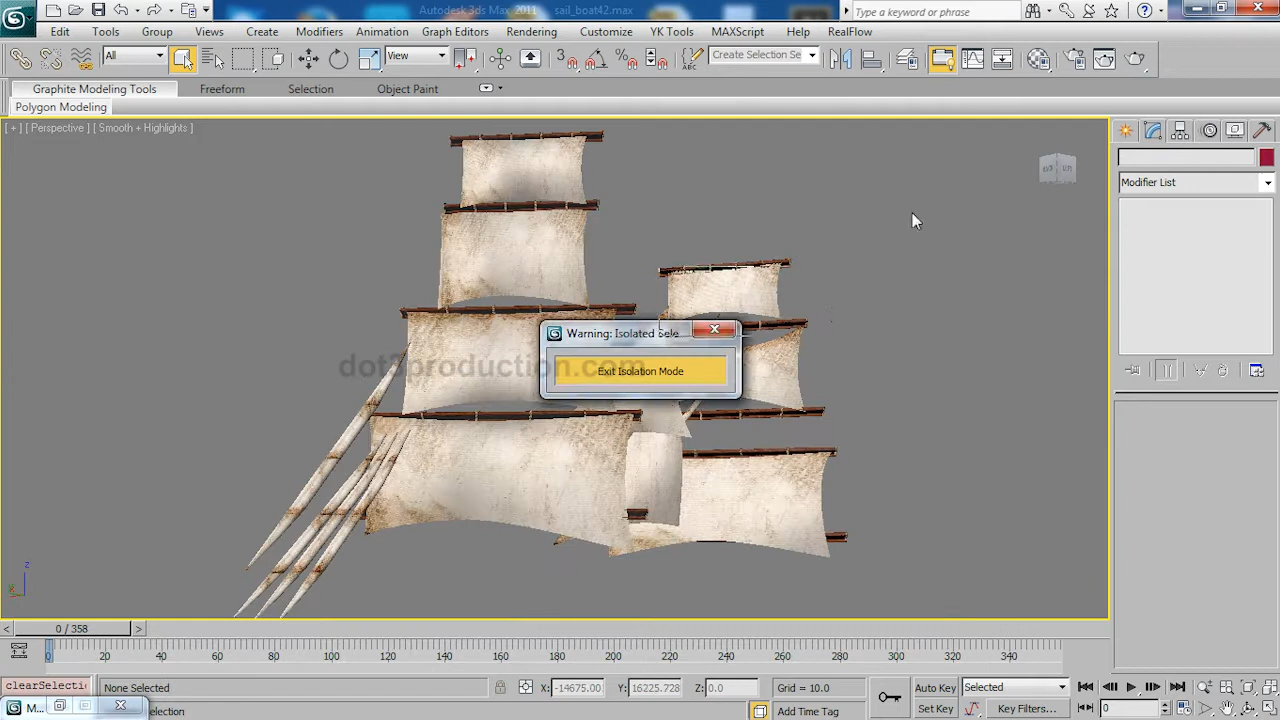 Autodesk 3ds Max 2011 sail_boat42.max
Type a keyword or phrase
Edit Tools Group Views Create Modifiers Animation Graph Editors Rendering Customize YK Tools MAXScript Help RealFlow
All View 3 % ABC Create Selection Se
Graphite Modeling Tools Freeform Selection Object Paint
Polygon Modeling
[ + ] [ Perspective ] [ Smooth + Highlights ]
Modifier List
Warning: Isolated Sele
dot3production.com
Exit Isolation Mode
z
0 / 358
0 20 40 60 80 100 120 140 160 180 200 220 240 260 280 300 320 340
clearSelecti None Selected X: -14675.00 Y: 16225.728 Z: 0.0 Grid = 10.0 Auto Key Selected
M... election Add Time Tag Set Key Key Filters... 0